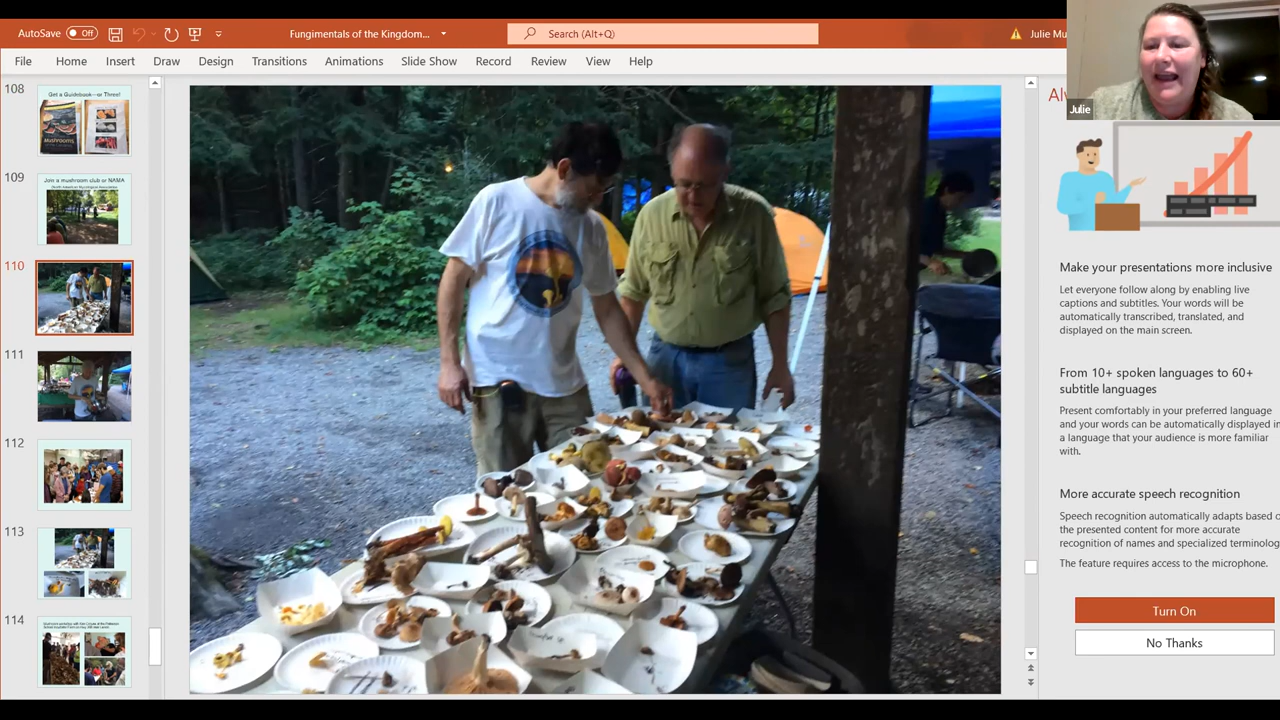 AutoSave
Off
Fungimentals of the Kingdom...
Search (Alt+Q)
Julie Mu
Julie
File Home Insert Draw Design Transitions Animations Slide Show Record Review View Help
108
Get a Guidebook—or Three!
Mushrooms
109
Join a mushroom club or NAMA
110
111
112
113
114
Make your presentations more inclusive
Let everyone follow along by enabling live
captions and subtitles. Your words will be
automatically transcribed, translated, and
displayed on the main screen.
From 10+ spoken languages to 60+
subtitle languages
Present comfortably in your preferred language
and your words can be automatically displayed in
a language that your audience is more familiar
with.
More accurate speech recognition
Speech recognition automatically adapts based o
the presented content for more accurate
recognition of names and specialized terminolog
The feature requires access to the microphone.
Turn On
No Thanks